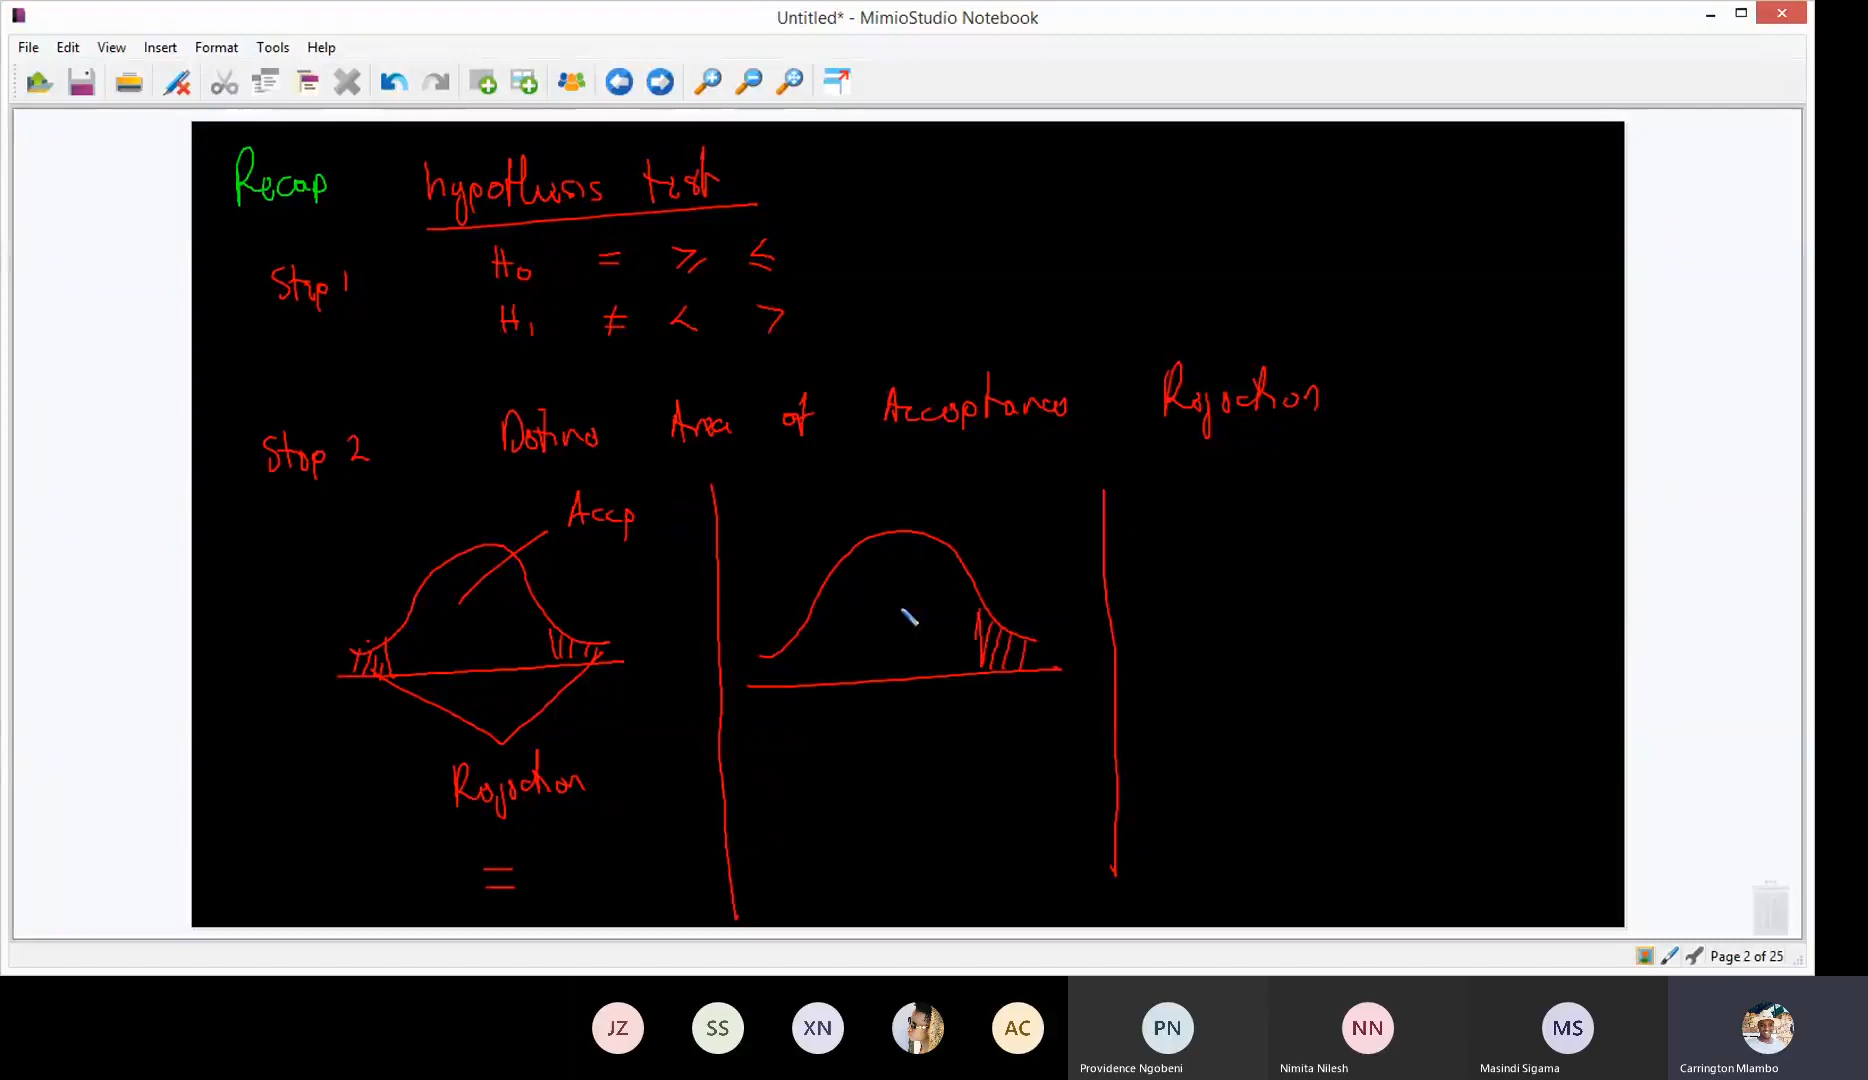 Untitled* - MimioStudio Notebook
File Edit View Insert Format Tools Help
Recap hypothesis test
Step 1 H0 = ≥ ≤
H1 ≠ < >
Step 2 Define Area of Acceptance Rejection
Accp
Rejection
=
Page 2 of 25
JZ SS XN AC PN NN MS
Providence Ngobeni Nimita Nilesh Masindi Sigama Carrington Mlambo